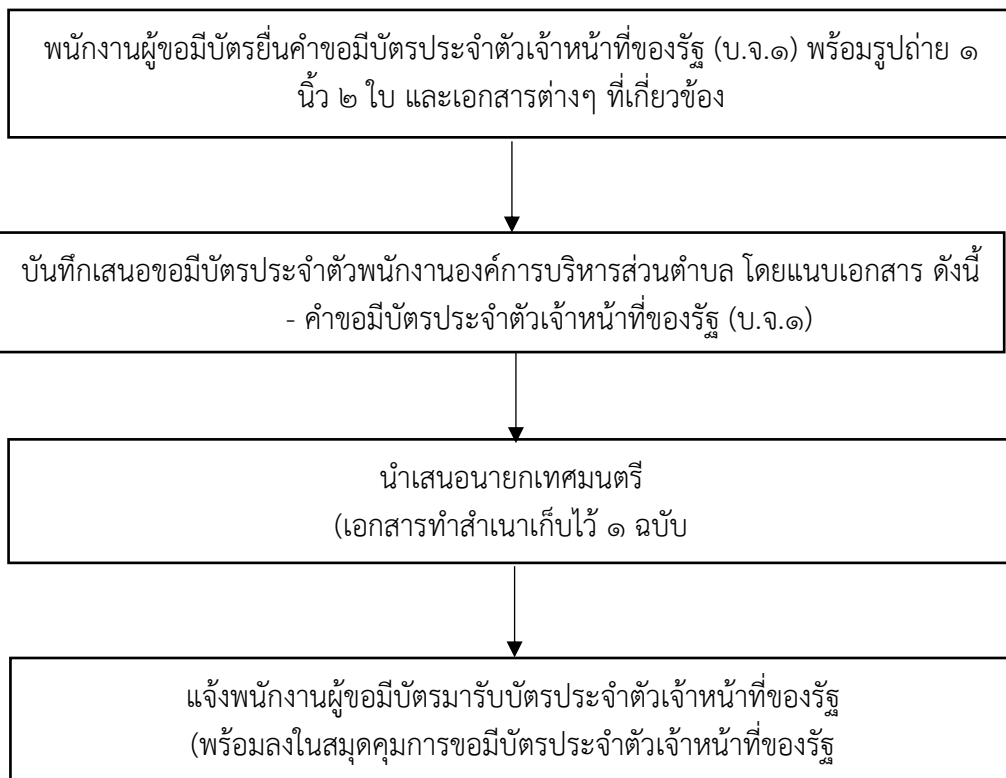 พนักงานผู้ขอมีบัตรยื่นคำขอมีบัตรประจำตัวเจ้าหน้าที่ของรัฐ (บ.จ.๑) พร้อมรูปถ่าย ๑
นิ้ว ๒ ใบ และเอกสารต่างๆ ที่เกี่ยวข้อง
บันทึกเสนอขอมีบัตรประจำตัวพนักงานองค์การบริหารส่วนตำบล โดยแนบเอกสาร ดังนี้
- คำขอมีบัตรประจำตัวเจ้าหน้าที่ของรัฐ (บ.จ.๑)
นำเสนอนายกเทศมนตรี
(เอกสารทำสำเนาเก็บไว้ ๑ ฉบับ
แจ้งพนักงานผู้ขอมีบัตรมารับบัตรประจำตัวเจ้าหน้าที่ของรัฐ
(พร้อมลงในสมุดคุมการขอมีบัตรประจำตัวเจ้าหน้าที่ของรัฐ